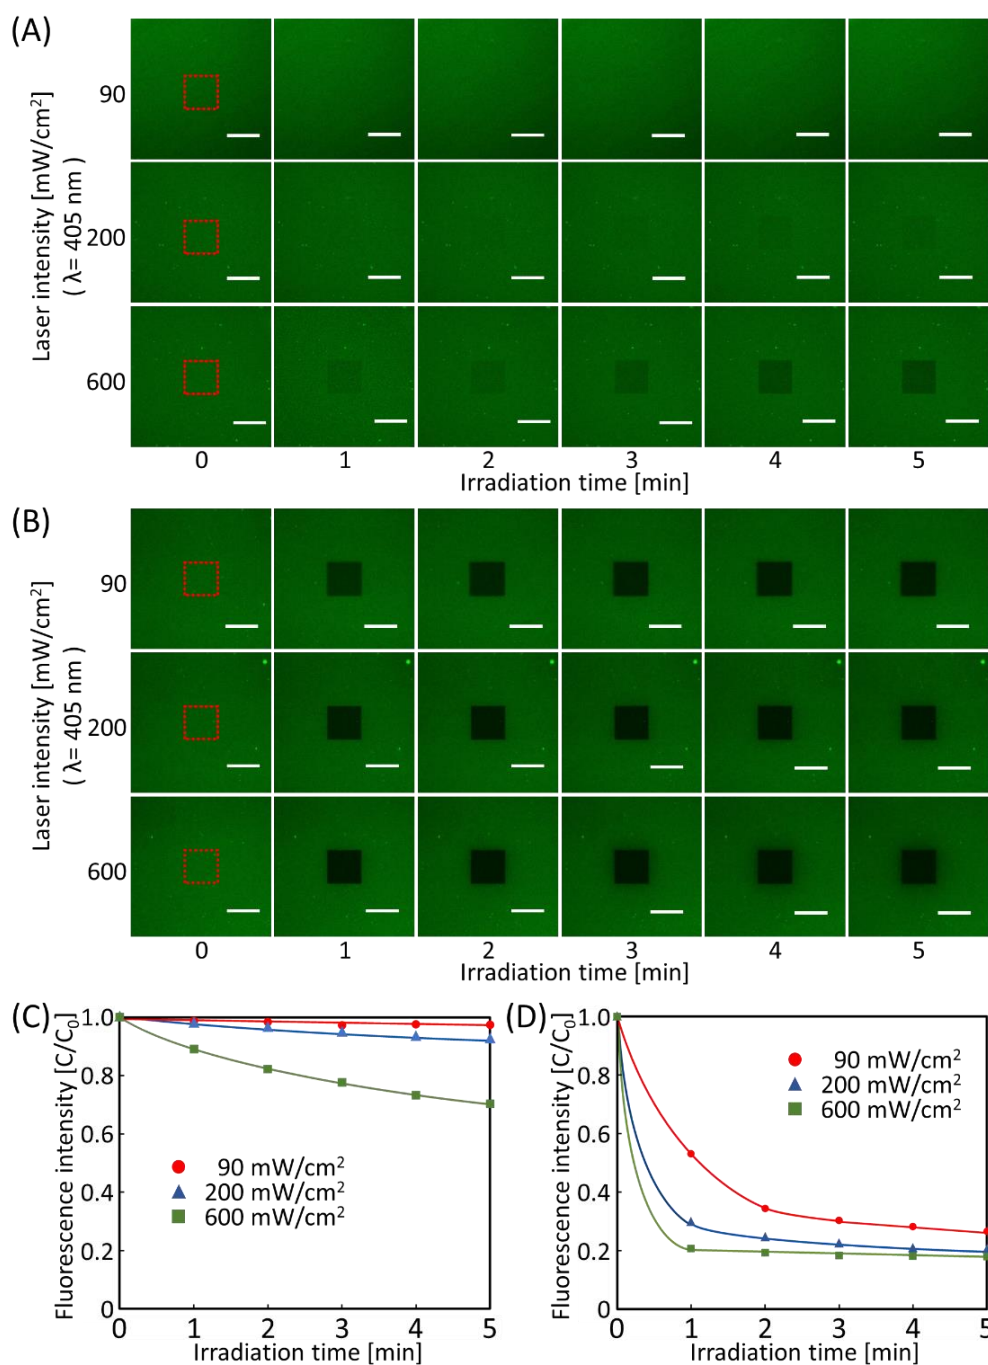 (A)
Laser intensity [mW/cm²]
( λ= 405 nm )
90
200
600
0 1 2 3 4 5
Irradiation time [min]
(B)
Laser intensity [mW/cm²]
( λ= 405 nm )
90
200
600
0 1 2 3 4 5
Irradiation time [min]
(C)
Fluorescence intensity [C/C₀]
1.0
0.8
0.6
0.4
0.2
0
90 mW/cm²
200 mW/cm²
600 mW/cm²
0 1 2 3 4 5
Irradiation time [min]
(D)
Fluorescence intensity [C/C₀]
1.0
0.8
0.6
0.4
0.2
0
90 mW/cm²
200 mW/cm²
600 mW/cm²
0 1 2 3 4 5
Irradiation time [min]